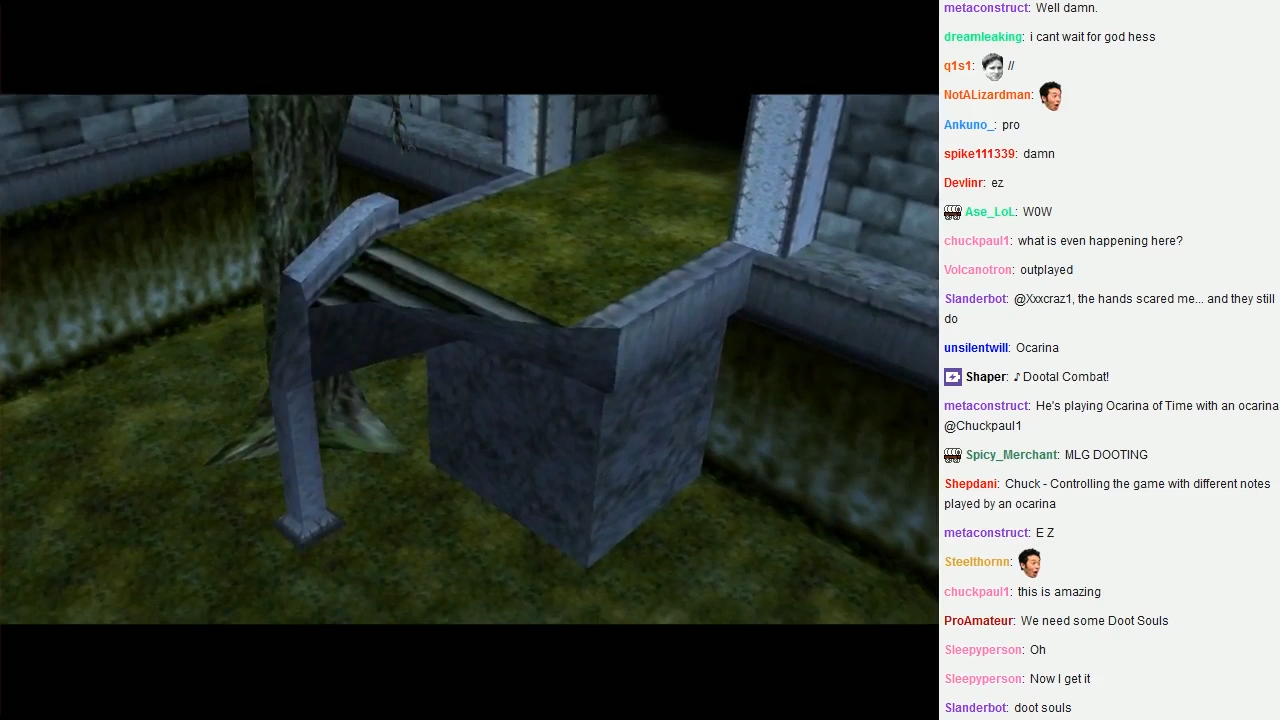 metaconstruct: Well damn.
dreamleaking: i cant wait for god hess
q1s1: //
NotALizardman:
Ankuno_: pro
spike111339: damn
Devlinr: ez
Ase_LoL: W0W
chuckpaul1: what is even happening here?
Volcanotron: outplayed
Slanderbot: @Xxxcraz1, the hands scared me... and they still
do
unsilentwill: Ocarina
Shaper: ♪ Dootal Combat!
metaconstruct: He's playing Ocarina of Time with an ocarina
@Chuckpaul1
Spicy_Merchant: MLG DOOTING
Shepdani: Chuck - Controlling the game with different notes
played by an ocarina
metaconstruct: E Z
Steelthornn:
chuckpaul1: this is amazing
ProAmateur: We need some Doot Souls
Sleepyperson: Oh
Sleepyperson: Now I get it
Slanderbot: doot souls